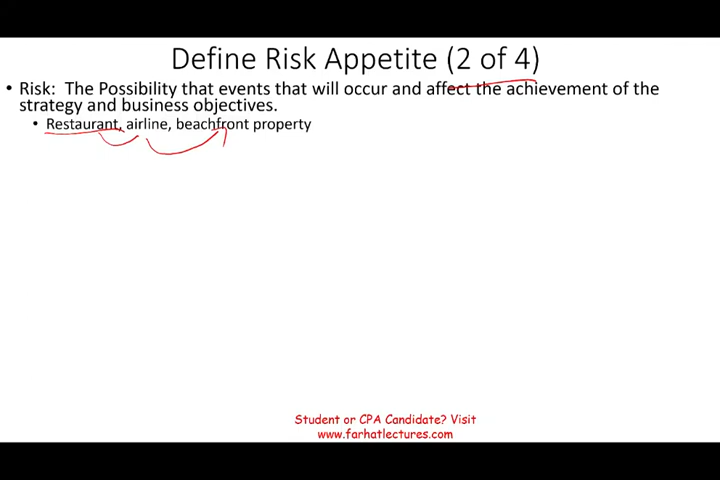 Define Risk Appetite (2 of 4)
• Risk:  The Possibility that events that will occur and affect the achievement of the
strategy and business objectives.
• Restaurant, airline, beachfront property
Student or CPA Candidate? Visit
www.farhatlectures.com